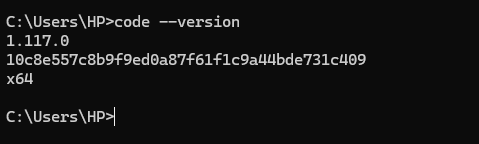 C:\Users\HP>code --version
1.117.0
10c8e557c8b9f9ed0a87f61f1c9a44bde731c409
x64
C:\Users\HP>